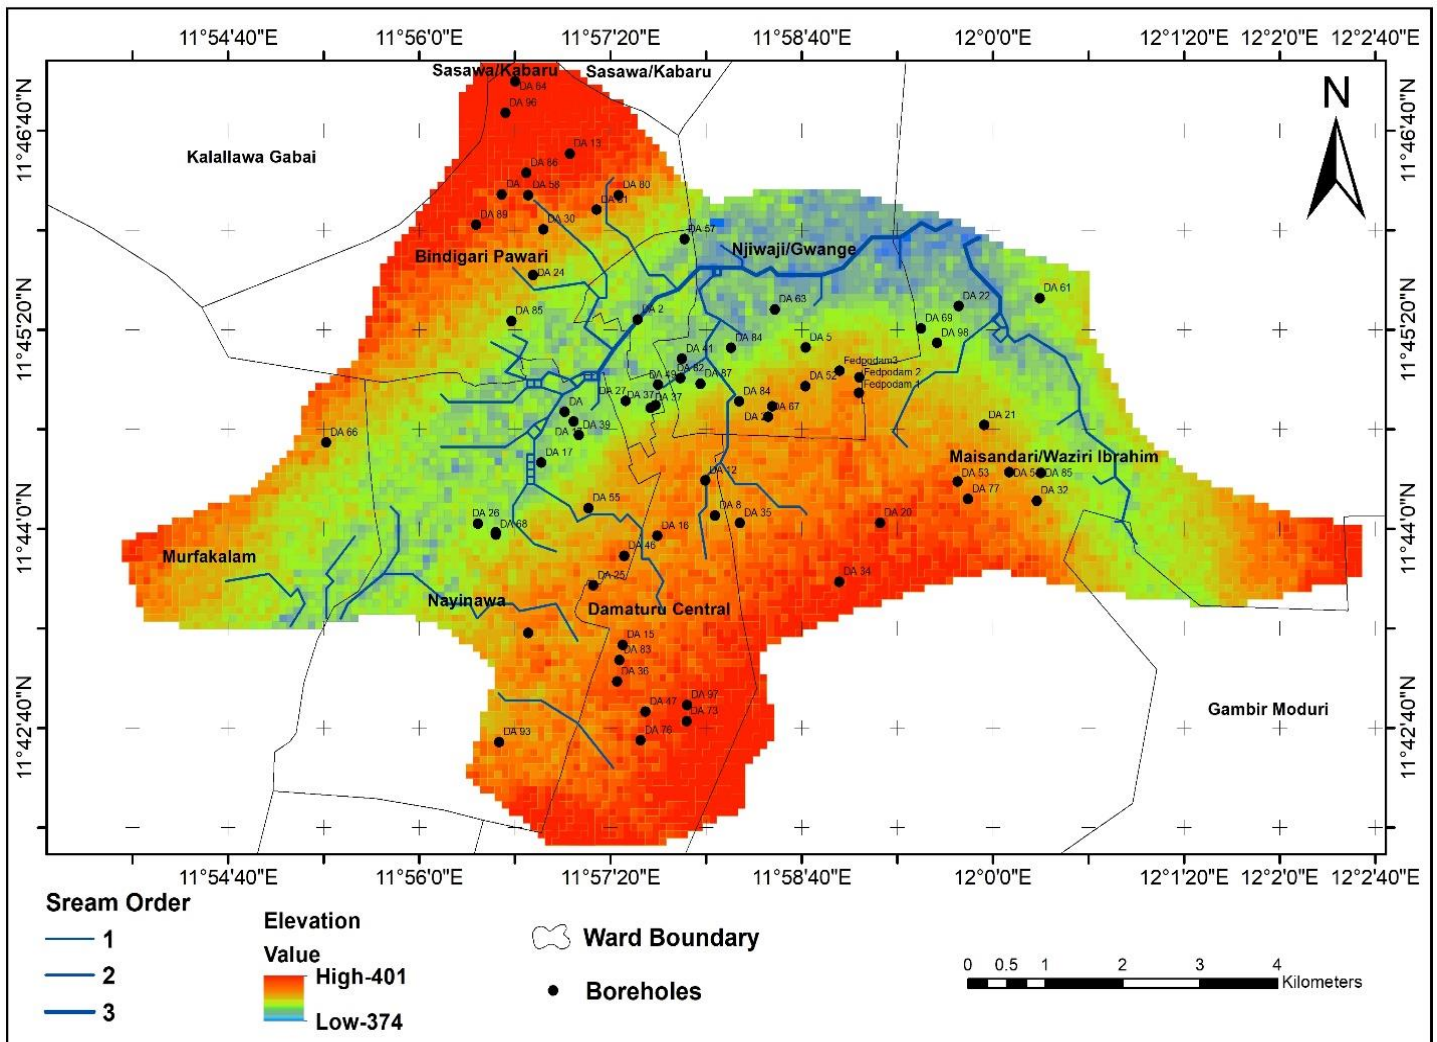 11°54'40"E 11°56'0"E 11°57'20"E 11°58'40"E 12°0'0"E 12°1'20"E 12°2'0"E 12°2'40"E
Sasawa/Kabaru Sasawa/Kabaru
DA 64
N
DA 96
11°46'40"N 11°46'40"N
DA 13
Kalallawa Gabai
DA 86
DA DA 58 DA 80
DA 89 DA 30
DA 57
Njiwaji/Gwange
Bindigari Pawari
DA 24
DA 61
DA 2 DA 63 DA 22
DA 85
11°45'20"N 11°45'20"N
DA 69
DA 84 DA 5 DA 98
DA 41
Fedpodam3
DA 49 DA 82 DA 87 DA 52 Fedpodam 2
Fedpodam 1
DA 27 DA 37 DA 37 DA 84
DA DA 67
DA 39 DA 21
DA 66
DA 17
Maisandari/Waziri Ibrahim
DA 12 DA 53 DA 85
DA 77 DA 32
DA 55
DA 8
DA 26 DA 68 DA 16 DA 35 DA 20
11°44'0"N 11°44'0"N
DA 46
Murfakalam
DA 25 DA 34
Nayinawa Damaturu Central
DA 15
DA 83
DA 36
DA 97
DA 47 DA 73
Gambir Moduri
DA 93 DA 76
11°42'40"N 11°42'40"N
11°54'40"E 11°56'0"E 11°57'20"E 11°58'40"E 12°0'0"E 12°1'20"E 12°2'0"E 12°2'40"E
Sream Order
1
2
3
Elevation
Value
High-401
Low-374
Ward Boundary
Boreholes
0 0.5 1 2 3 4
Kilometers